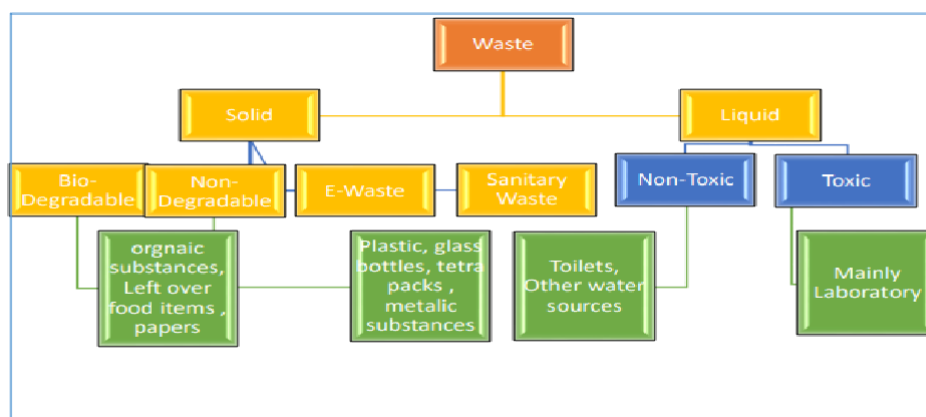 Waste
Solid
Liquid
Bio-
Degradable
Non-
Degradable
E-Waste
Sanitary
Waste
Non-Toxic
Toxic
orgnaic
substances,
Left over
food items ,
papers
Plastic, glass
bottles, tetra
packs ,
metalic
substances
Toilets,
Other water
sources
Mainly
Laboratory